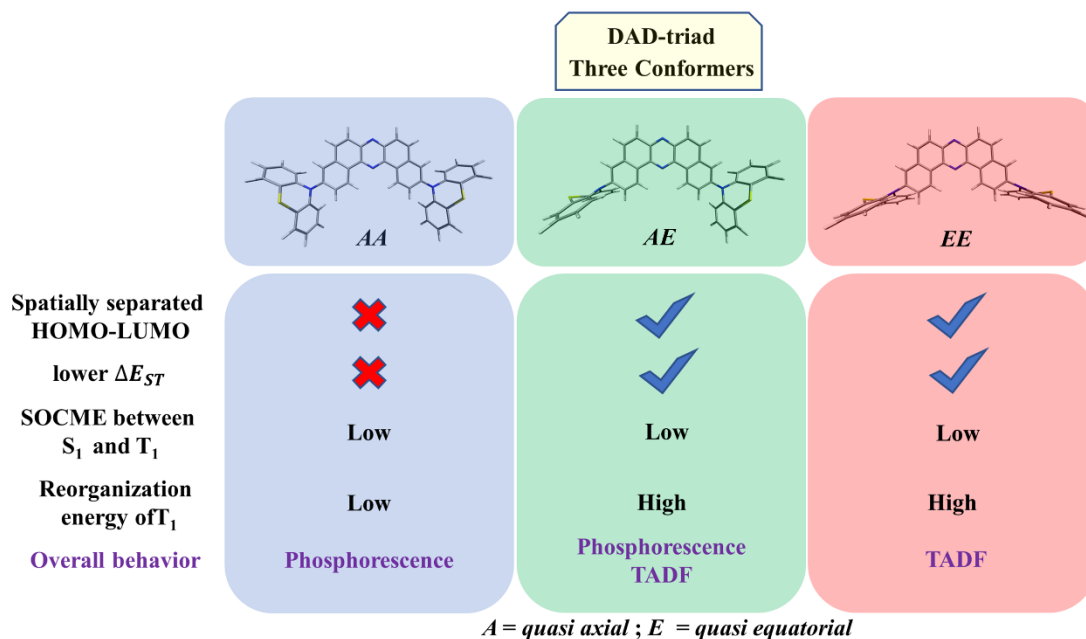 DAD-triad
Three Conformers
AA
AE
EE
Spatially separated
HOMO-LUMO
lower ΔE_ST
SOCME between
S₁ and T₁
Low
Low
Low
Reorganization
energy ofT₁
Low
High
High
Overall behavior
Phosphorescence
Phosphorescence
TADF
TADF
A = quasi axial ; E = quasi equatorial